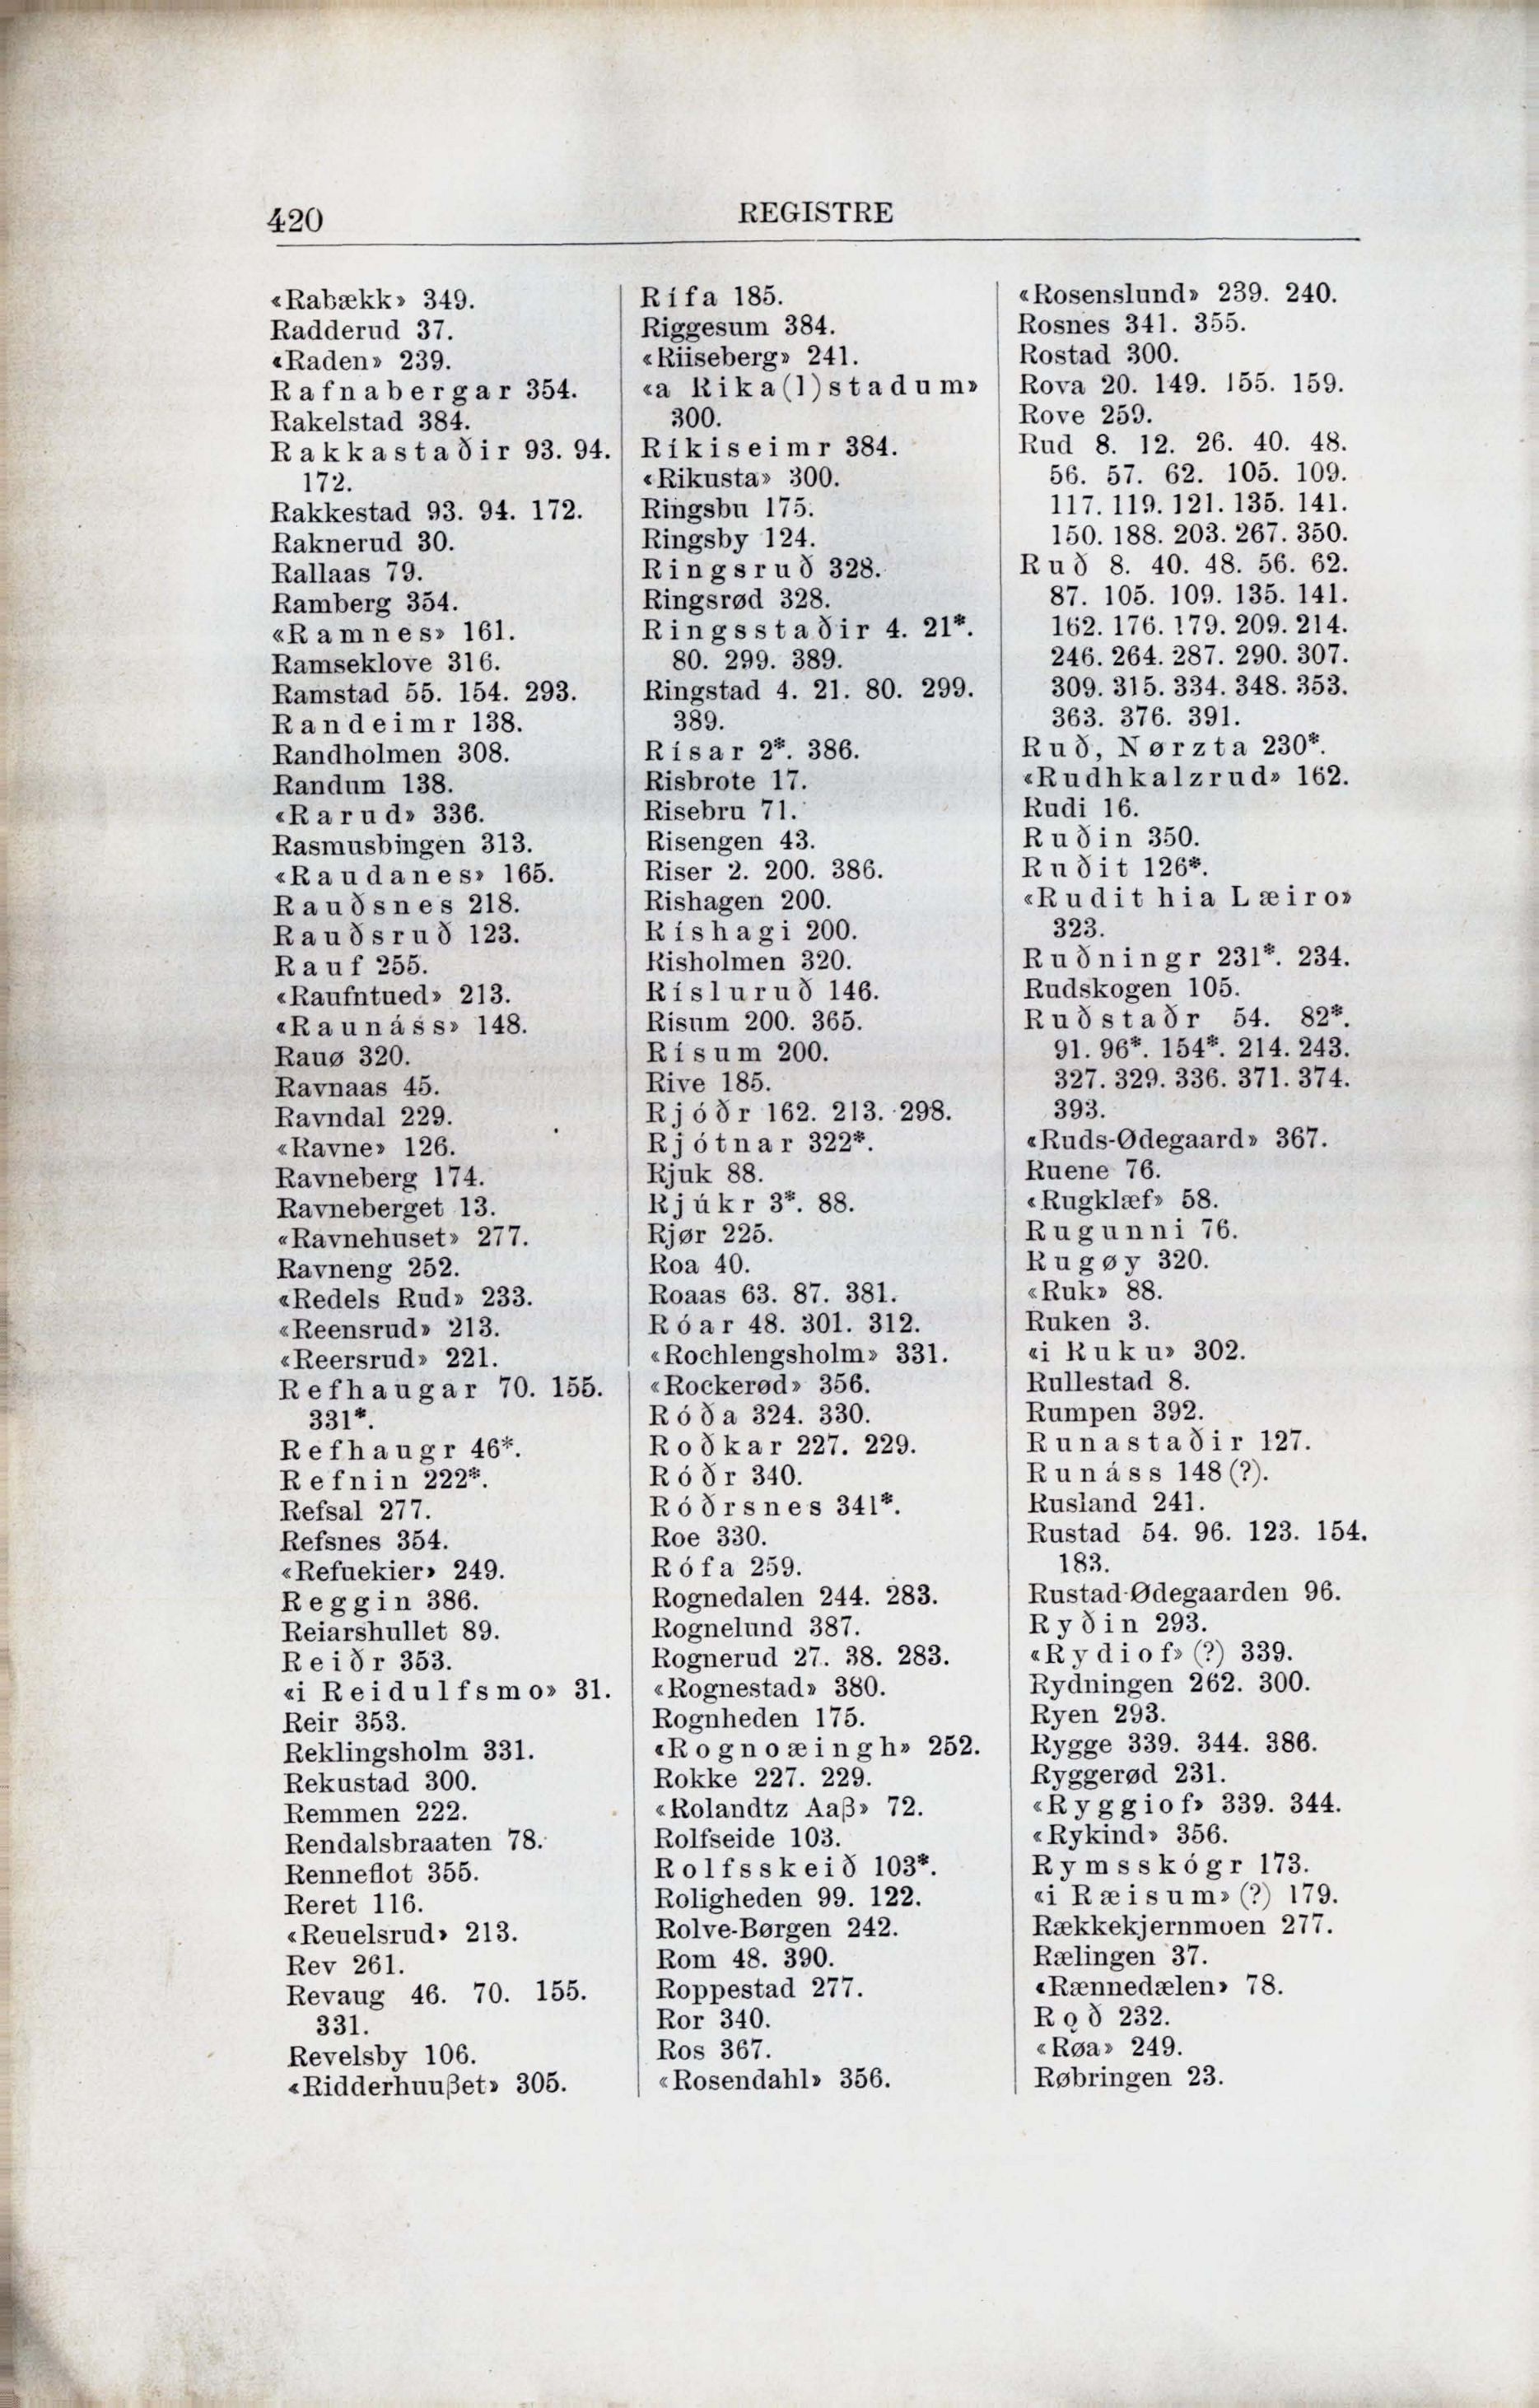 420
REGISTRE
«Rabækk» 349.
Radderud 37.
«Raden» 239.
Rafnabergar 354.
Rakelstad 384.
Rakkastaðir 93. 94.
172.
Rakkestad 93. 94. 172.
Raknerud 30.
Rallaas 79.
Ramberg 354.
«Ramnes» 161.
Ramseklove 316.
Ramstad 55. 154. 293.
Randeimr 138.
Randholmen 308.
Randum 138.
«Rarud» 336.
Rasmusbingen 313.
«Raudanes» 165.
Rauðsnes 218.
Rauðsruð 123.
Rauf 255.
«Raufntued» 213.
«Raunáss» 148.
Rauø 320.
Ravnaas 45.
Ravndal 229.
«Ravne» 126.
Ravneberg 174.
Ravneberget 13.
«Ravnehuset» 277.
Ravneng 252.
«Redels Rud» 233.
«Reensrud» 213.
«Reersrud» 221.
Refhaugar 70. 155.
331*.
Refhaugr 46*.
Refnin 222*.
Refsal 277.
Refsnes 354.
«Refuekier» 249.
Reggin 386.
Reiarshullet 89.
Reiðr 353.
«i Reidulfsmo» 31.
Reir 353.
Reklingsholm 331.
Rekustad 300.
Remmen 222.
Rendalsbraaten 78.
Renneflot 355.
Reret 116.
«Reuelsrud» 213.
Rev 261.
Revaug 46. 70. 155.
331.
Revelsby 106.
«Ridderhuußet» 305.
Rífa 185.
Riggesum 384.
«Riiseberg» 241.
«a Rika(l)stadum»
300.
Ríkiseimr 384.
«Rikusta» 300.
Ringsbu 175.
Ringsby 124.
Ringsruð 328.
Ringsrød 328.
Ringsstaðir 4. 21*.
80. 299. 389.
Ringstad 4. 21. 80. 299.
389.
Rísar 2*. 386.
Risbrote 17.
Risebru 71.
Risengen 43.
Riser 2. 200. 386.
Rishagen 200.
Ríshagi 200.
Risholmen 320.
Rísluruð 146.
Risum 200. 365.
Rísum 200.
Rive 185.
Rjóðr 162. 213. 298.
Rjótnar 322*.
Rjuk 88.
Rjúkr 3*. 88.
Rjør 225.
Roa 40.
Roaas 63. 87. 381.
Róar 48. 301. 312.
«Rochlengsholm» 331.
«Rockerød» 356.
Róða 324. 330.
Roðkar 227. 229.
Róðr 340.
Róðrsnes 341*.
Roe 330.
Rófa 259.
Rognedalen 244. 283.
Rognelund 387.
Rognerud 27. 38. 283.
«Rognestad» 380.
Rognheden 175.
«Rognoæingh» 252.
Rokke 227. 229.
«Rolandtz Aaß» 72.
Rolfseide 103.
Rolfsskeið 103*.
Roligheden 99. 122.
Rolve-Børgen 242.
Rom 48. 390.
Roppestad 277.
Ror 340.
Ros 367.
«Rosendahl» 356.
«Rosenslund» 239. 240.
Rosnes 341. 355.
Rostad 300.
Rova 20. 149. 155. 159.
Rove 259.
Rud 8. 12. 26. 40. 48.
56. 57. 62. 105. 109.
117. 119. 121. 135. 141.
150. 188. 203. 267. 350.
Ruð 8. 40. 48. 56. 62.
87. 105. 109. 135. 141.
162. 176. 179. 209. 214.
246. 264. 287. 290. 307.
309. 315. 334. 348. 353.
363. 376. 391.
Ruð, Nørzta 230*.
«Rudhkalzrud» 162.
Rudi 16.
Ruðin 350.
Ruðit 126*.
«Rudit hia Læiro»
323.
Ruðningr 231*. 234.
Rudskogen 105.
Ruðstaðr 54. 82*.
91. 96*. 154*. 214. 243.
327. 329. 336. 371. 374.
393.
«Ruds-Ødegaard» 367.
Ruene 76.
«Rugklæf» 58.
Rugunni 76.
Rugøy 320.
«Ruk» 88.
Ruken 3.
«i Ruku» 302.
Rullestad 8.
Rumpen 392.
Runastaðir 127.
Runáss 148 (?).
Rusland 241.
Rustad 54. 96. 123. 154.
183.
Rustad-Ødegaarden 96.
Ryðin 293.
«Rydiof» (?) 339.
Rydningen 262. 300.
Ryen 293.
Rygge 339. 344. 386.
Ryggerød 231.
«Ryggiof» 339. 344.
«Rykind» 356.
Rymsskógr 173.
«i Ræisum» (?) 179.
Rækkekjernmoen 277.
Rælingen 37.
«Rænnedælen» 78.
Rǫð 232.
«Røa» 249.
Røbringen 23.